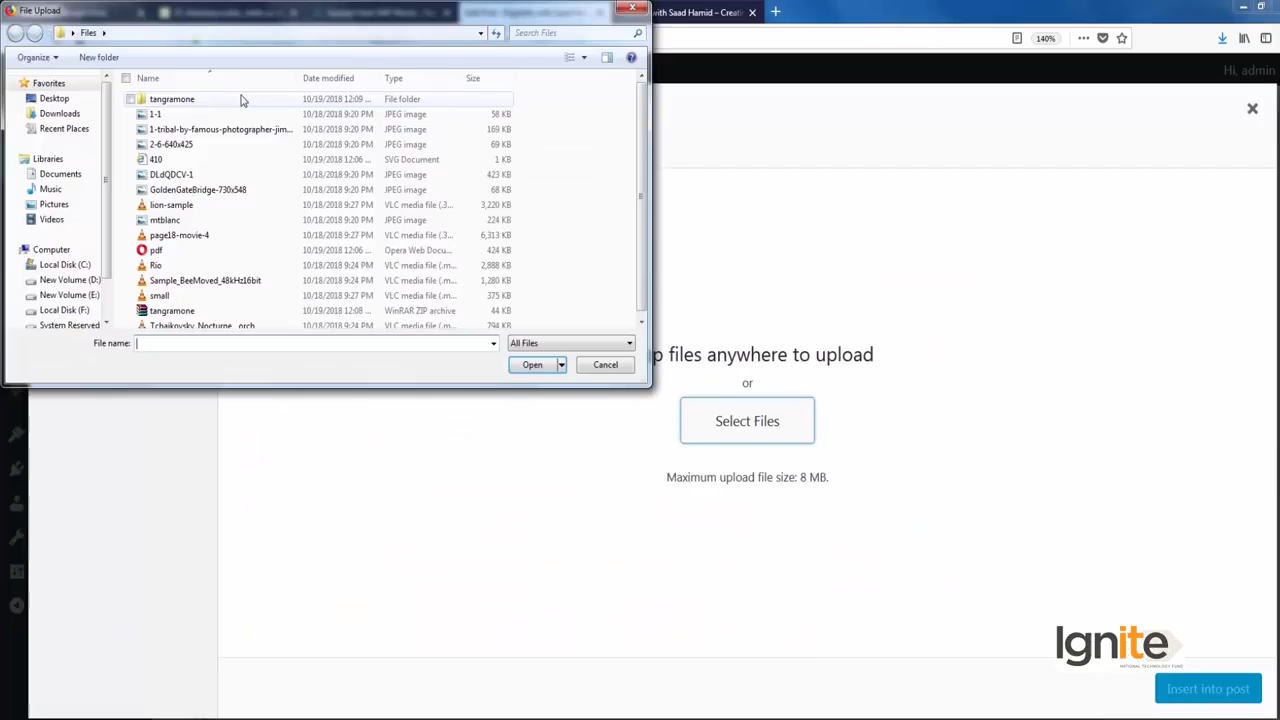 File Upload
with Saad Hamid – Creatin
Files
Search Files
140%
Organize
New folder
Hi, admin
Name
Date modified
Type
Size
Favorites
Desktop
Downloads
Recent Places
Libraries
Documents
Music
Pictures
Videos
Computer
Local Disk (C:)
New Volume (D:)
New Volume (E:)
Local Disk (F:)
System Reserved
tangramone 10/19/2018 12:09 ... File folder
1-1 10/18/2018 9:20 PM JPEG image 58 KB
1-tribal-by-famous-photographer-jim... 10/18/2018 9:20 PM JPEG image 169 KB
2-6-640x425 10/18/2018 9:20 PM JPEG image 69 KB
410 10/19/2018 12:06 ... SVG Document 1 KB
DLdQDCV-1 10/18/2018 9:20 PM JPEG image 423 KB
GoldenGateBridge-730x548 10/18/2018 9:20 PM JPEG image 68 KB
lion-sample 10/18/2018 9:27 PM VLC media file (.3... 3,220 KB
mtblanc 10/18/2018 9:20 PM JPEG image 224 KB
page18-movie-4 10/18/2018 9:27 PM VLC media file (.3... 6,313 KB
pdf 10/19/2018 12:06 ... Opera Web Docu... 424 KB
Rio 10/18/2018 9:24 PM VLC media file (.m... 2,888 KB
Sample_BeeMoved_48kHz16bit 10/18/2018 9:24 PM VLC media file (.m... 1,280 KB
small 10/18/2018 9:27 PM VLC media file (.m... 375 KB
tangramone 10/19/2018 12:08 ... WinRAR ZIP archive 44 KB
Tchaikovsky_Nocturne__orch 10/18/2018 9:24 PM VLC media file (.m... 794 KB
File name:
All Files
Open
Cancel
p files anywhere to upload
or
Select Files
Maximum upload file size: 8 MB.
Ignite
NATIONAL TECHNOLOGY FUND
Insert into post